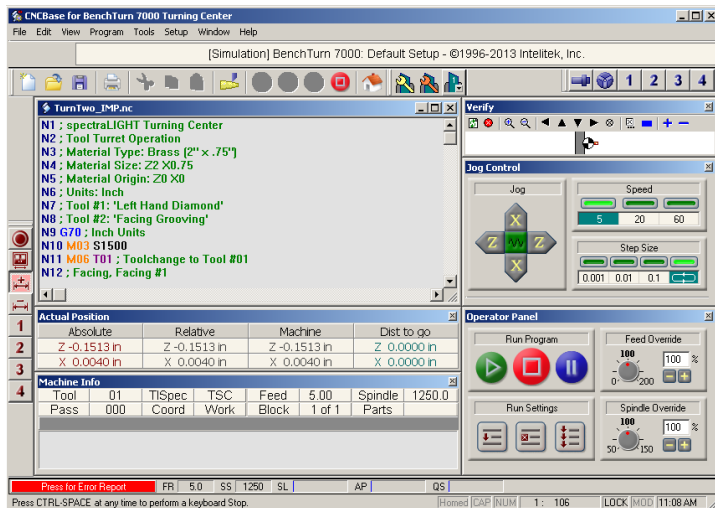 CNCBase for BenchTurn 7000 Turning Center
File Edit View Program Tools Setup Window Help
[Simulation] BenchTurn 7000: Default Setup - ©1996-2013 Intelitek, Inc.
1 2 3 4
TurnTwo_IMP.nc
N1 ; spectraLIGHT Turning Center
N2 ; Tool Turret Operation
N3 ; Material Type: Brass (2" x .75")
N4 ; Material Size: Z2 X0.75
N5 ; Material Origin: Z0 X0
N6 ; Units: Inch
N7 ; Tool #1: 'Left Hand Diamond'
N8 ; Tool #2: 'Facing Grooving'
N9 G70 ; Inch Units
N10 M03 S1500
N11 M06 T01 ; Toolchange to Tool #01
N12 ; Facing, Facing #1
1
2
3
4
Verify
Jog Control
Jog
X
Z Z
X
Speed
5 20 60
Step Size
0.001 0.01 0.1
Actual Position
Absolute Relative Machine Dist to go
Z -0.1513 in Z -0.1513 in Z -0.1513 in Z 0.0000 in
X 0.0040 in X 0.0040 in X 0.0040 in X 0.0000 in
Machine Info
Tool 01 TlSpec TSC Feed 5.00 Spindle 1250.0
Pass 000 Coord Work Block 1 of 1 Parts
Operator Panel
Run Program
Feed Override
100
0 200
100 %
Run Settings
Spindle Override
100
50 150
100 %
Press for Error Report FR 5.0 SS 1250 SL AP QS
Press CTRL-SPACE at any time to perform a keyboard Stop.
Homed CAP NUM 1 : 106 LOCK MOD 11:08 AM